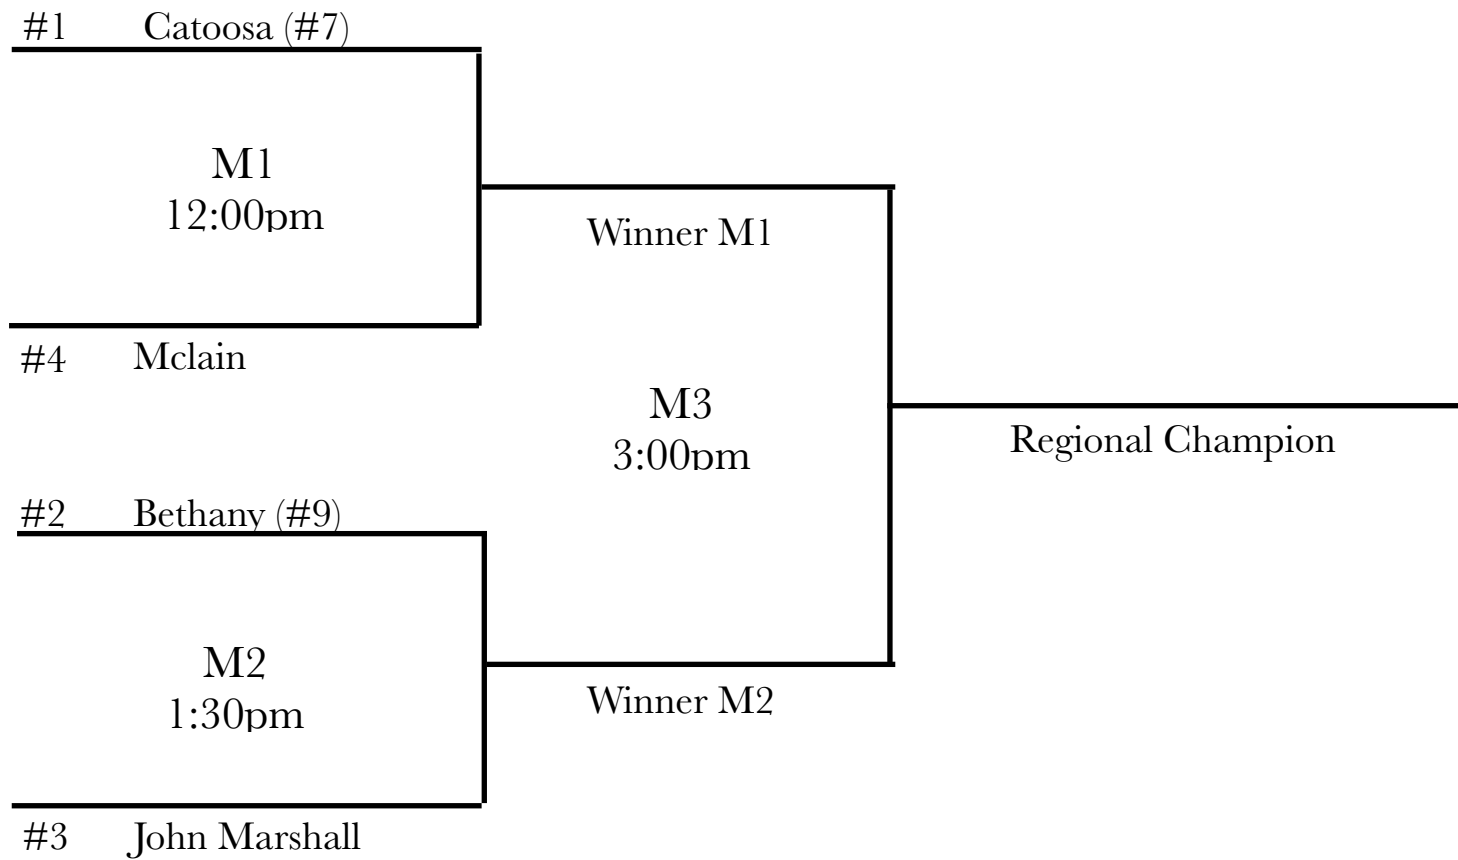 #1 Catoosa (#7)
M1
12:00pm
Winner M1
#4 Mclain
M3
3:00pm
Regional Champion
#2 Bethany (#9)
M2
1:30pm
Winner M2
#3 John Marshall